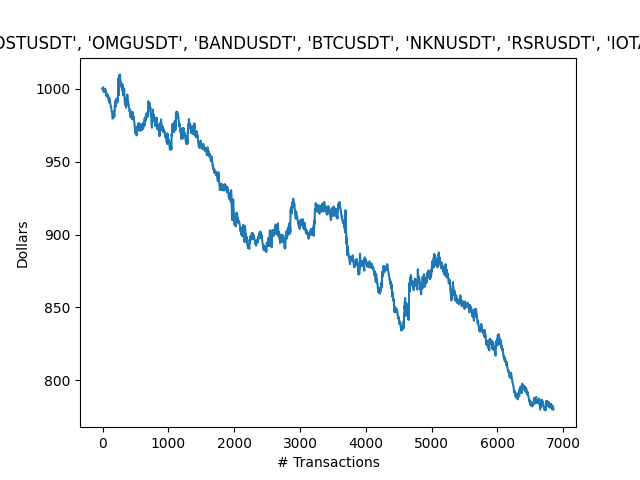 OSTUSDT', 'OMGUSDT', 'BANDUSDT', 'BTCUSDT', 'NKNUSDT', 'RSRUSDT', 'IOTA
1000
950
900
850
800
Dollars
0 1000 2000 3000 4000 5000 6000 7000
# Transactions